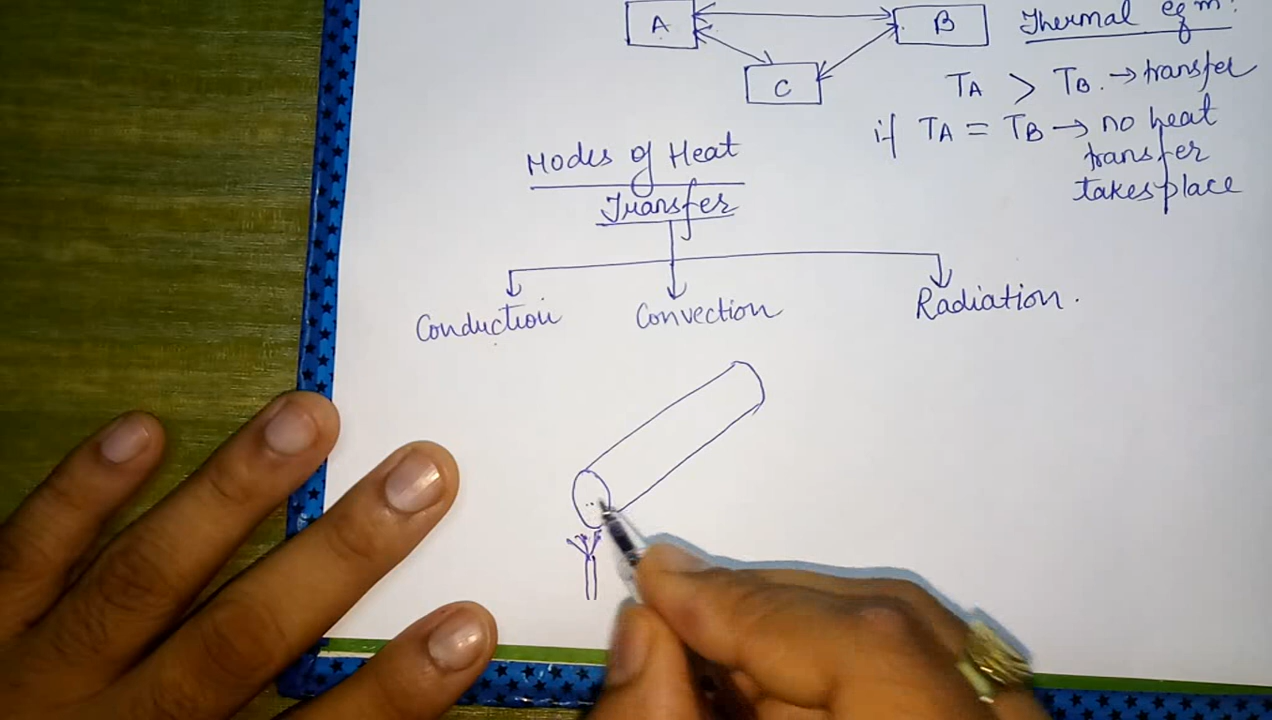 A
B
Thermal eqm.
C
TA > TB. → transfer
if TA = TB → no heat
transfer
takes place
Modes of Heat
Transfer
Conduction
Convection
Radiation.